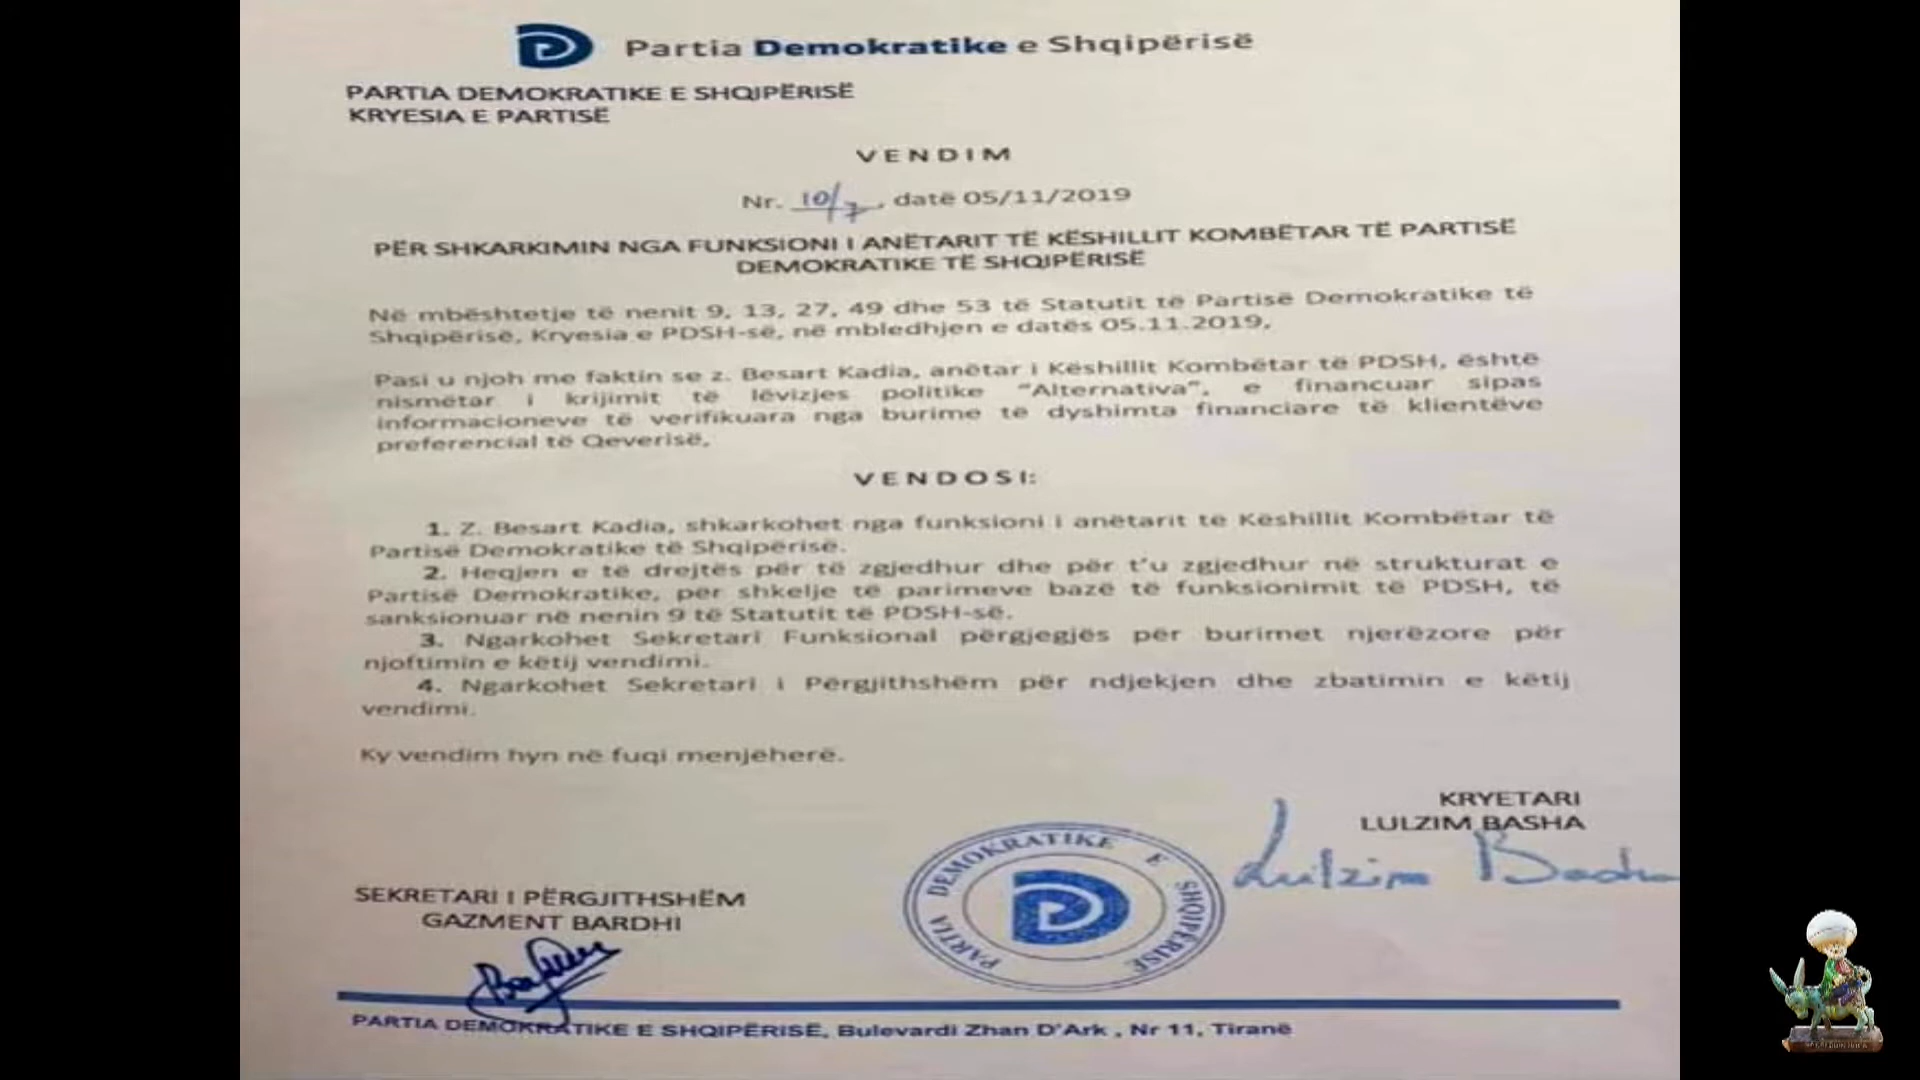 Partia Demokratike e Shqipërisë
PARTIA DEMOKRATIKE E SHQIPËRISË
KRYESIA E PARTISË
VENDIM
Nr. 10/7, datë 05/11/2019
PËR SHKARKIMIN NGA FUNKSIONI I ANËTARIT TË KËSHILLIT KOMBËTAR TË PARTISË
DEMOKRATIKE TË SHQIPËRISË
Në mbështetje të nenit 9, 13, 27, 49 dhe 53 të Statutit të Partisë Demokratike të
Shqipërisë, Kryesia e PDSH-së, në mbledhjen e datës 05.11.2019,
Pasi u njoh me faktin se z. Besart Kadia, anëtar i Këshillit Kombëtar të PDSH, është
nismëtar i krijimit të lëvizjes politike "Alternativa", e financuar sipas
informacioneve të verifikuara nga burime të dyshimta financiare të klientëve
preferencial të Qeverisë,
VENDOSI:
1. Z. Besart Kadia, shkarkohet nga funksioni i anëtarit të Këshillit Kombëtar të
Partisë Demokratike të Shqipërisë.
2. Heqjen e të drejtës për të zgjedhur dhe për t'u zgjedhur në strukturat e
Partisë Demokratike, për shkelje të parimeve bazë të funksionimit të PDSH, të
sanksionuar në nenin 9 të Statutit të PDSH-së.
3. Ngarkohet Sekretari Funksional përgjegjës për burimet njerëzore për
njoftimin e këtij vendimi.
4. Ngarkohet Sekretari i Përgjithshëm për ndjekjen dhe zbatimin e këtij
vendimi.
Ky vendim hyn në fuqi menjëherë.
KRYETARI
LULZIM BASHA
Lulzim Basha
SEKRETARI I PËRGJITHSHËM
GAZMENT BARDHI
PARTIA DEMOKRATIKE E SHQIPËRISË
PARTIA DEMOKRATIKE E SHQIPËRISË, Bulevardi Zhan D'Ark , Nr 11, Tiranë